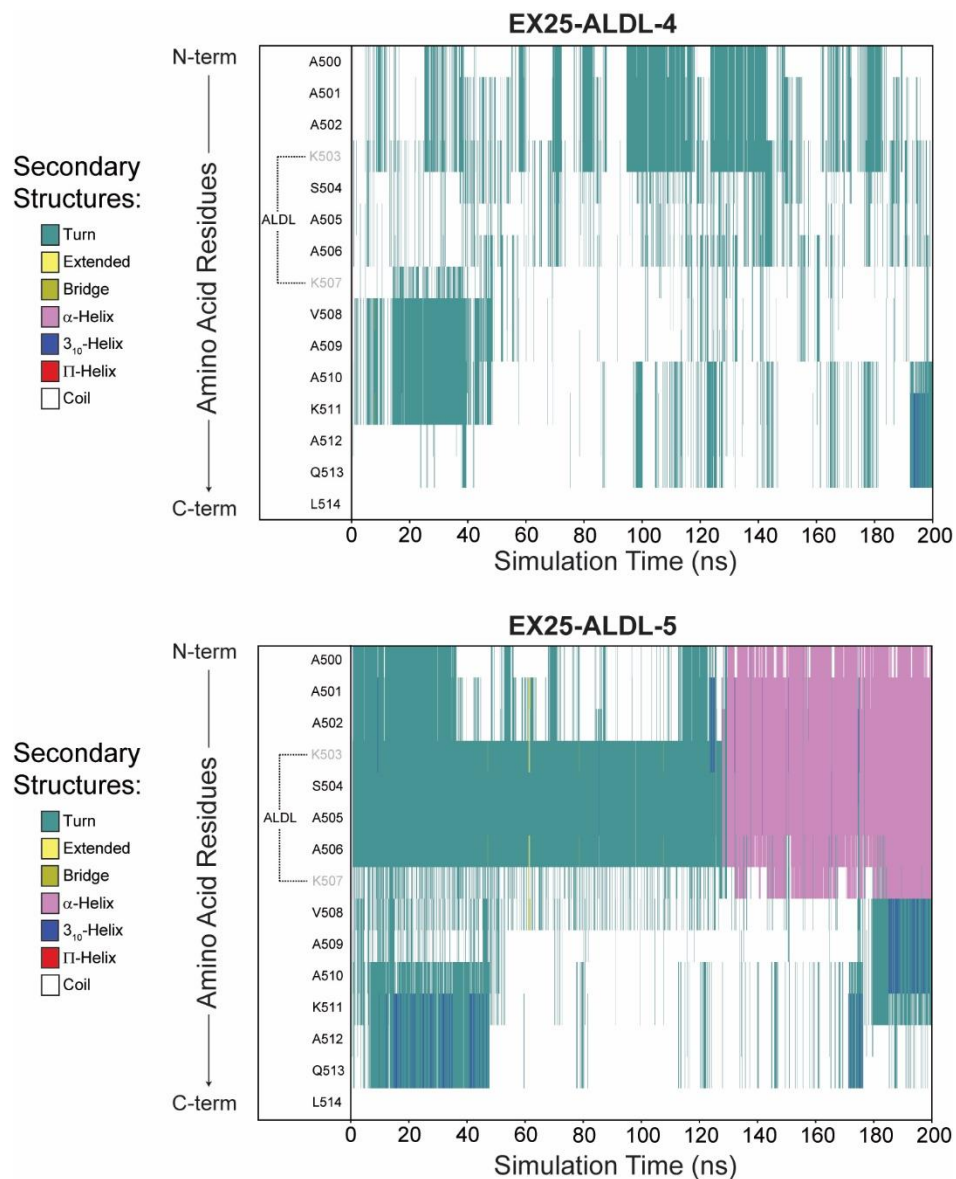 EX25-ALDL-4
N-term
Amino Acid Residues
C-term
Secondary
Structures:
Turn
Extended
Bridge
α-Helix
3₁₀-Helix
Π-Helix
Coil
ALDL
A500
A501
A502
K503
S504
A505
A506
K507
V508
A509
A510
K511
A512
Q513
L514
0 20 40 60 80 100 120 140 160 180 200
Simulation Time (ns)
EX25-ALDL-5
N-term
Amino Acid Residues
C-term
Secondary
Structures:
Turn
Extended
Bridge
α-Helix
3₁₀-Helix
Π-Helix
Coil
ALDL
A500
A501
A502
K503
S504
A505
A506
K507
V508
A509
A510
K511
A512
Q513
L514
0 20 40 60 80 100 120 140 160 180 200
Simulation Time (ns)